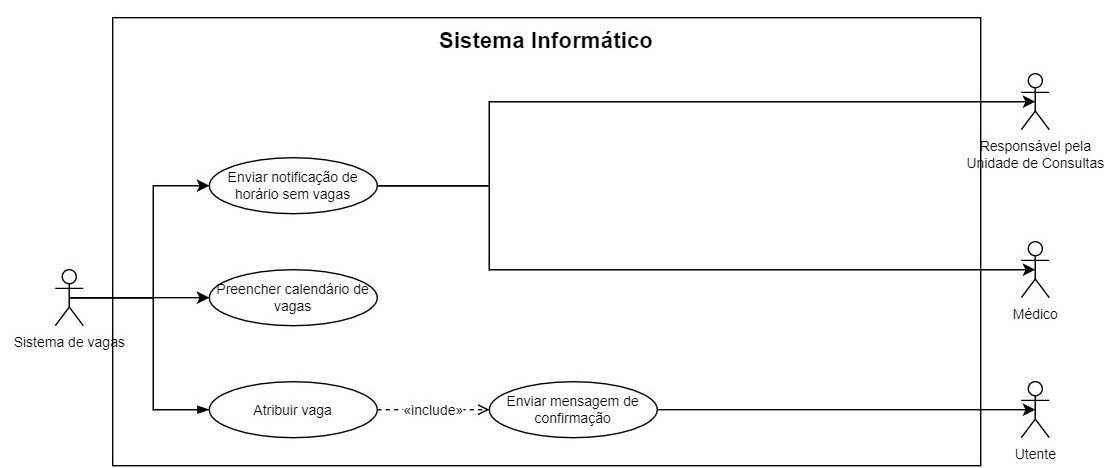 Sistema Informático
Responsável pela
Unidade de Consultas
Enviar notificação de
horário sem vagas
Preencher calendário de
vagas
Médico
Sistema de vagas
Atribuir vaga
«include»
Enviar mensagem de
confirmação
Utente